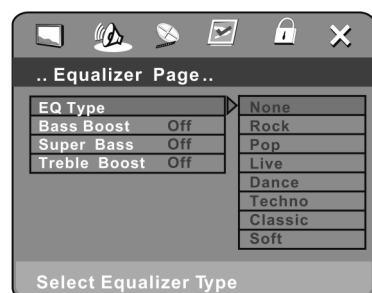 .. Equalizer Page..
EQ Type
Bass Boost Off
Super Bass Off
Treble Boost Off
None
Rock
Pop
Live
Dance
Techno
Classic
Soft
Select Equalizer Type